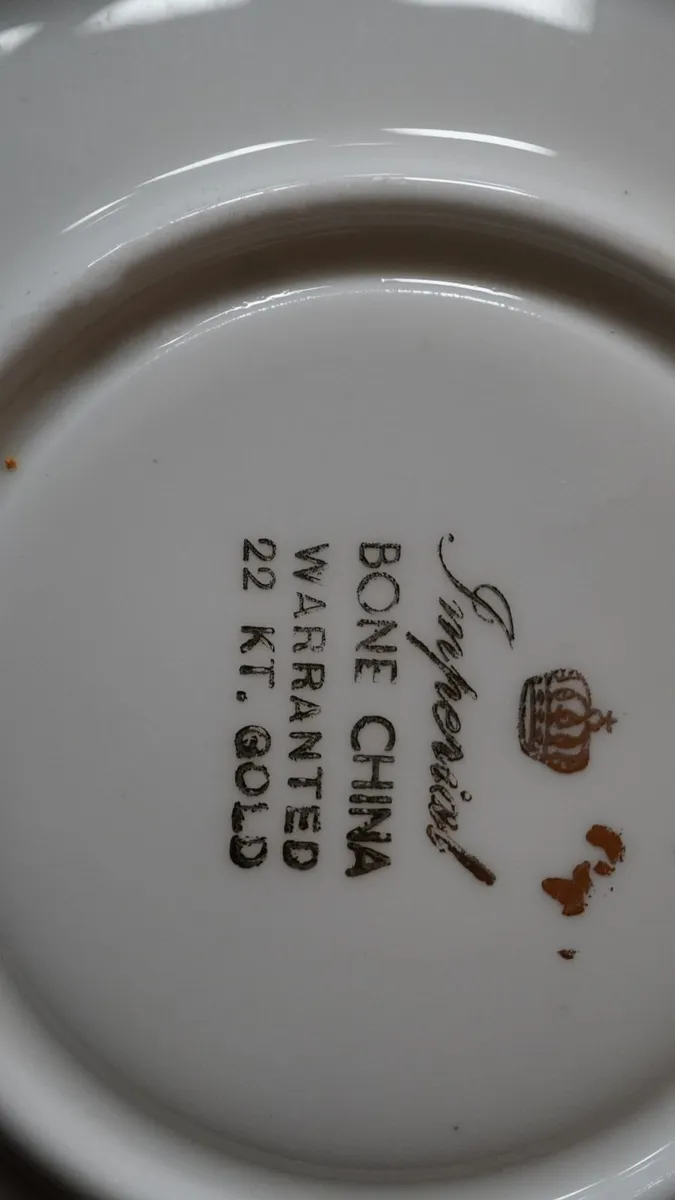 Imperial
BONE CHINA
WARRANTED
22 KT. GOLD